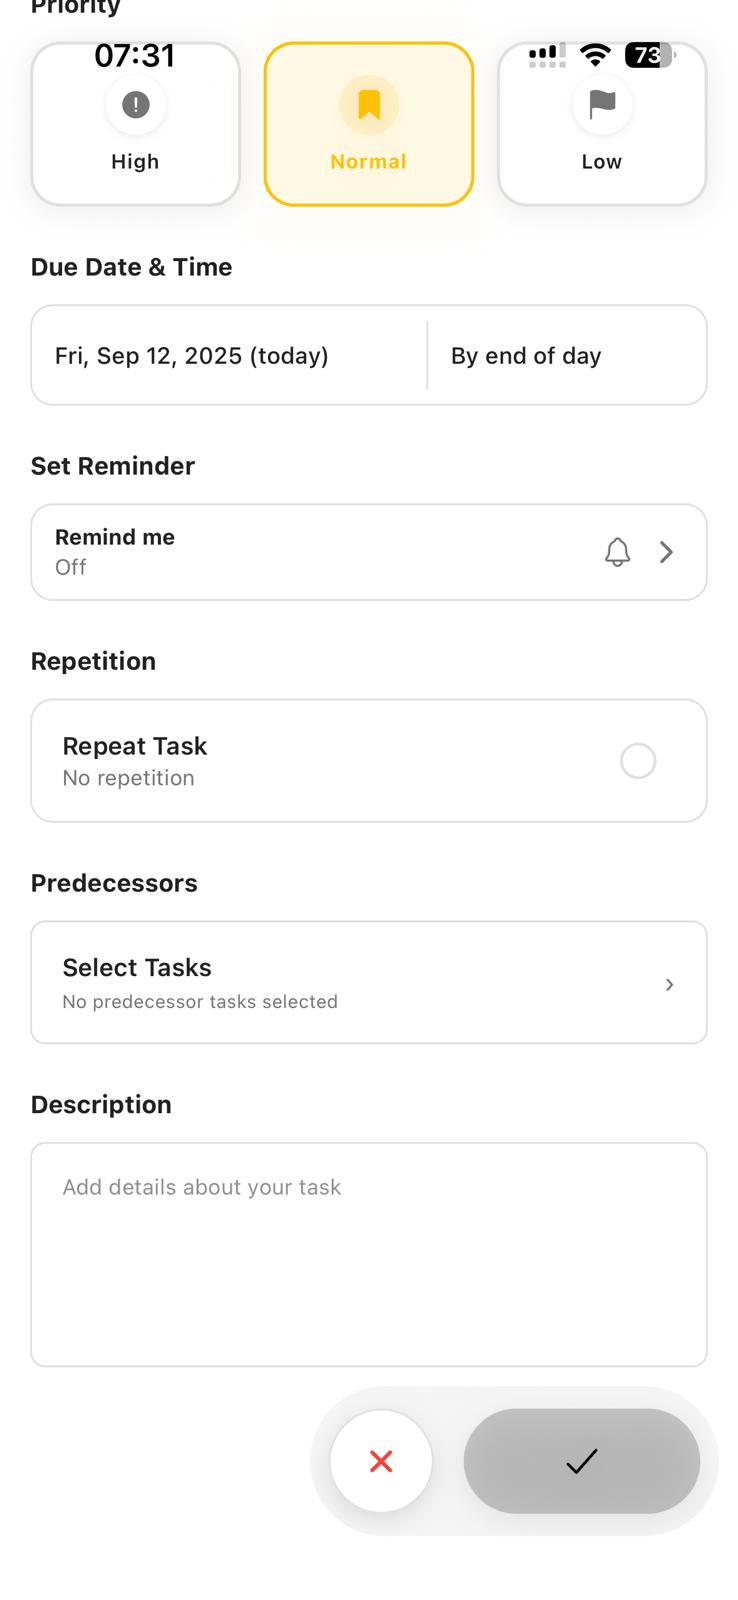 Priority
07:31
73
High
Normal
Low
Due Date & Time
Fri, Sep 12, 2025 (today)
By end of day
Set Reminder
Remind me
Off
Repetition
Repeat Task
No repetition
Predecessors
Select Tasks
No predecessor tasks selected
Description
Add details about your task